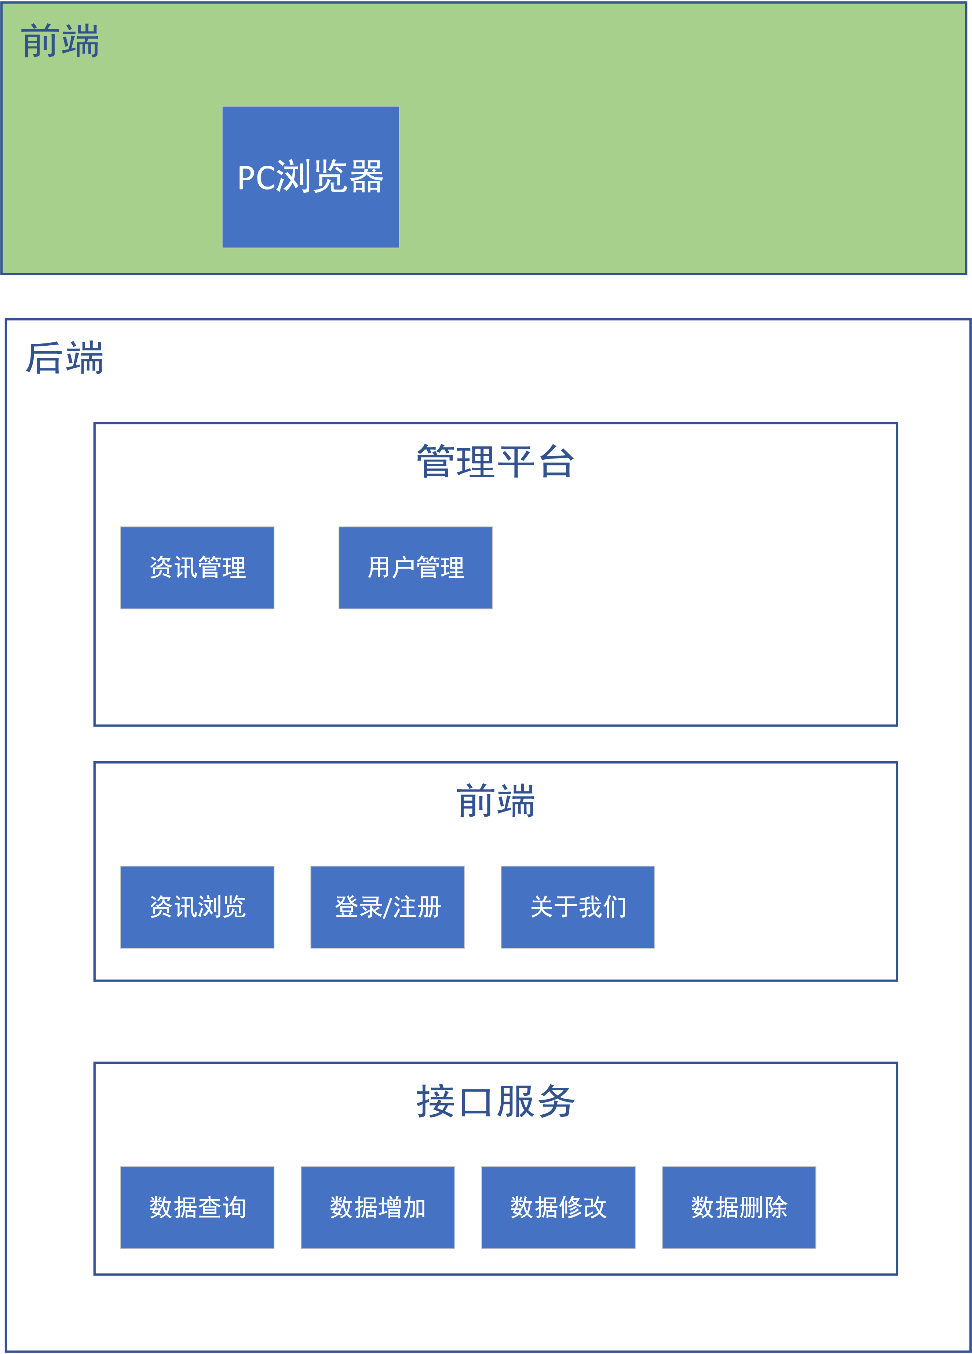 前端
PC浏览器
后端
管理平台
资讯管理
用户管理
前端
资讯浏览
登录/注册
关于我们
接口服务
数据查询
数据增加
数据修改
数据删除